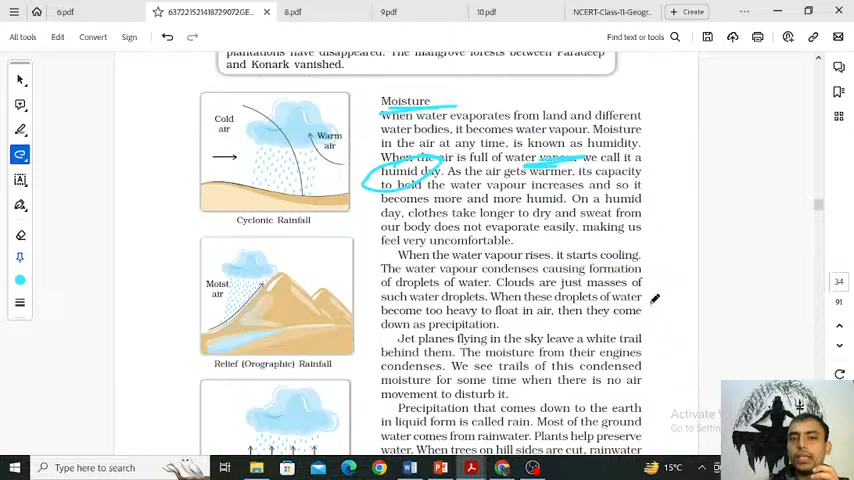 6.pdf
637221521418729072GE...
8.pdf
9pdf
10.pdf
NCERT-Class-11-Geogr...
Create
All tools
Edit
Convert
Sign
Find text or tools
plantations have disappeared. The mangrove forests between Paradeep
and Konark vanished.
Cold
air
Warm
air
Cyclonic Rainfall
Moist
air
Relief (Orographic) Rainfall
Moisture
When water evaporates from land and different
water bodies, it becomes water vapour. Moisture
in the air at any time, is known as humidity.
When the air is full of water vapour we call it a
humid day. As the air gets warmer, its capacity
to hold the water vapour increases and so it
becomes more and more humid. On a humid
day, clothes take longer to dry and sweat from
our body does not evaporate easily, making us
feel very uncomfortable.
When the water vapour rises, it starts cooling.
The water vapour condenses causing formation
of droplets of water. Clouds are just masses of
such water droplets. When these droplets of water
become too heavy to float in air, then they come
down as precipitation.
Jet planes flying in the sky leave a white trail
behind them. The moisture from their engines
condenses. We see trails of this condensed
moisture for some time when there is no air
movement to disturb it.
Precipitation that comes down to the earth
in liquid form is called rain. Most of the ground
water comes from rainwater. Plants help preserve
water. When trees on hill sides are cut, rainwater
34
91
Activate
Go to Settin
Type here to search
15°C